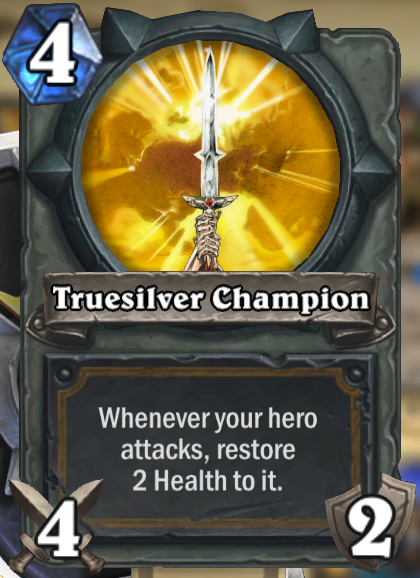 4
Truesilver Champion
Whenever your hero
attacks, restore
2 Health to it.
4
2